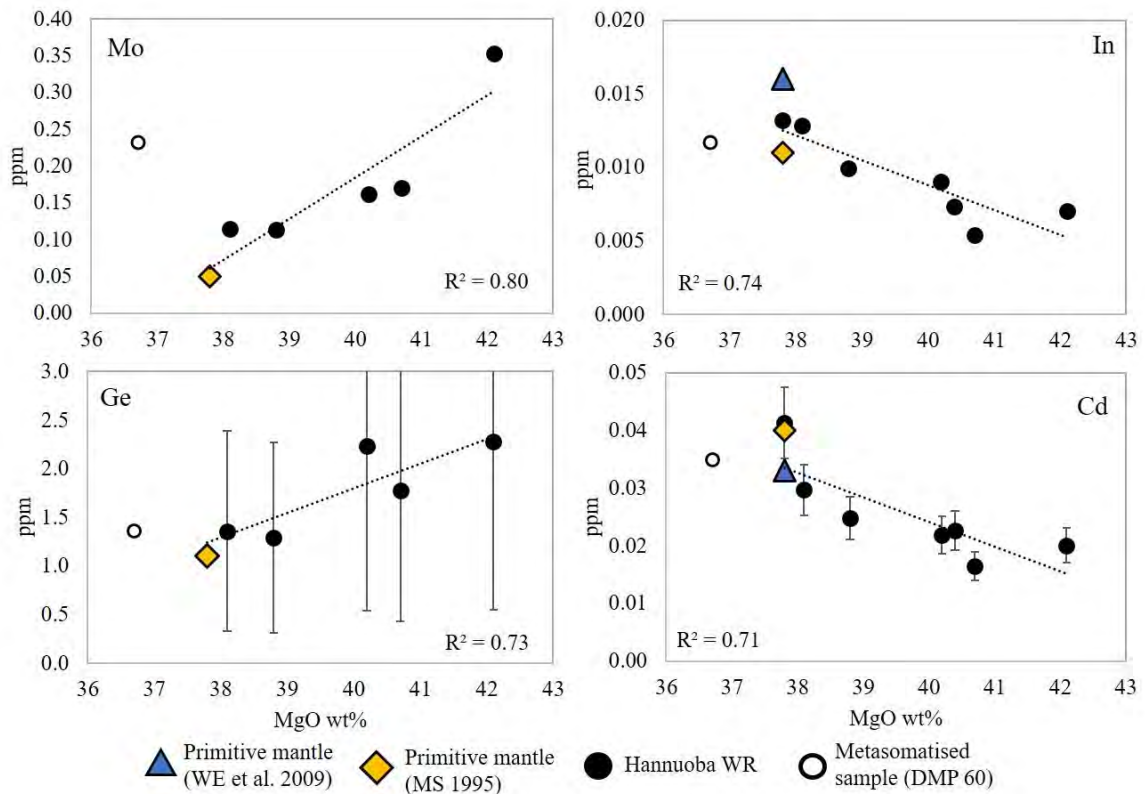 Mo
ppm
0.40
0.35
0.30
0.25
0.20
0.15
0.10
0.05
0.00
R² = 0.80
36 37 38 39 40 41 42 43
In
ppm
0.020
0.015
0.010
0.005
0.000
R² = 0.74
36 37 38 39 40 41 42 43
Ge
ppm
3.0
2.5
2.0
1.5
1.0
0.5
0.0
R² = 0.73
36 37 38 39 40 41 42 43
MgO wt%
Cd
ppm
0.05
0.04
0.03
0.02
0.01
0.00
R² = 0.71
36 37 38 39 40 41 42 43
MgO wt%
Primitive mantle
(WE et al. 2009)
Primitive mantle
(MS 1995)
Hannuoba WR
Metasomatised
sample (DMP 60)